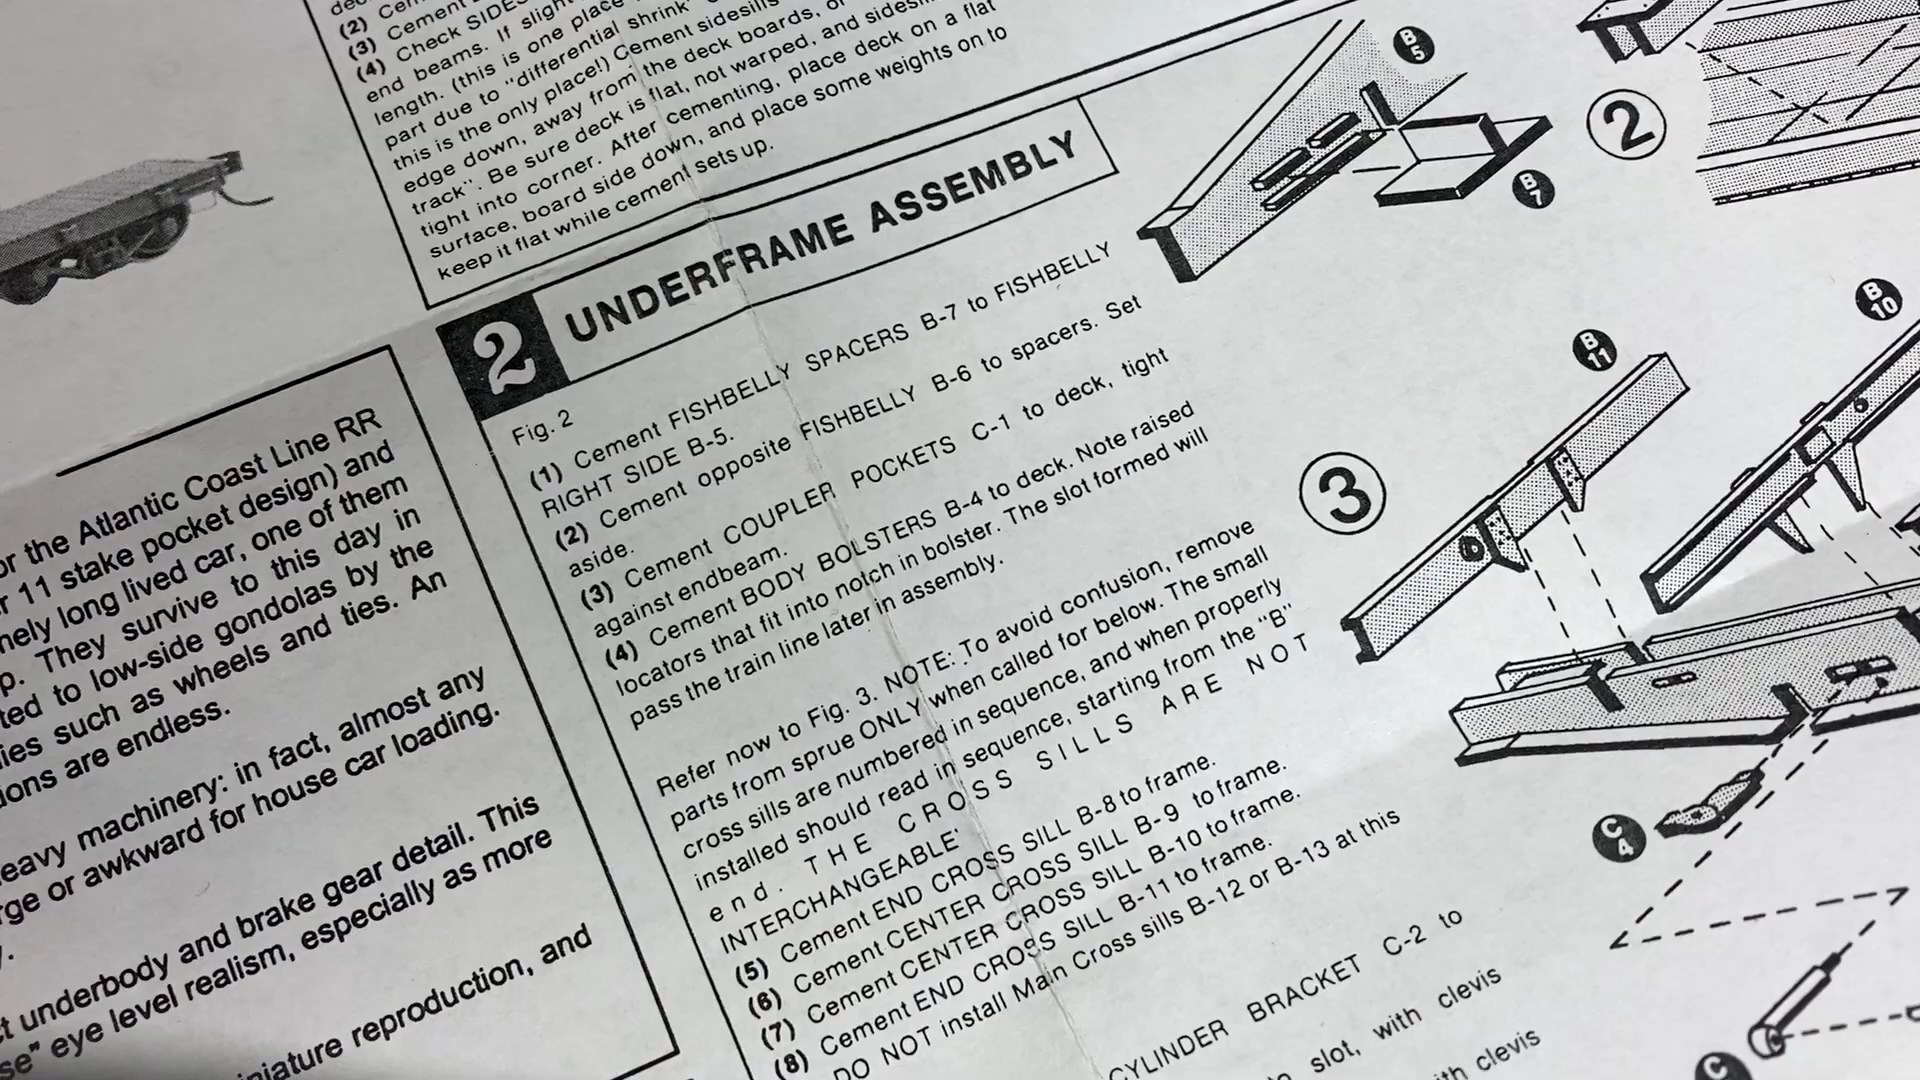 (2) Cem
(3) Cement
(4) Check SIDES
end beams. If slight
length. (this is one place
part due to "differential shrink"
this is the only place!) Cement sidesills
edge down, away from the deck boards, or
track". Be sure deck is flat, not warped, and sidesill
tight into corner. After cementing, place deck on a flat
surface, board side down, and place some weights on to
keep it flat while cement sets up.
2 UNDERFRAME ASSEMBLY
Fig. 2
(1) Cement FISHBELLY SPACERS B-7 to FISHBELLY
RIGHT SIDE B-5.
(2) Cement opposite FISHBELLY B-6 to spacers. Set
aside.
(3) Cement COUPLER POCKETS C-1 to deck, tight
against endbeam.
(4) Cement BODY BOLSTERS B-4 to deck. Note raised
locators that fit into notch in bolster. The slot formed will
pass the train line later in assembly.
Refer now to Fig. 3. NOTE: To avoid confusion, remove
parts from sprue ONLY when called for below. The small
cross sills are numbered in sequence, and when properly
installed should read in sequence, starting from the "B"
end. THE CROSS SILLS ARE NOT
INTERCHANGEABLE'
(5) Cement END CROSS SILL B-8 to frame.
(6) Cement CENTER CROSS SILL B-9 to frame.
(7) Cement CENTER CROSS SILL B-10 to frame.
(8) Cement END CROSS SILL B-11 to frame.
DO NOT install Main Cross sills B-12 or B-13 at this
CYLINDER BRACKET C-2 to
slot, with clevis
ith clevis
or the Atlantic Coast Line RR
r 11 stake pocket design) and
nely long lived car, one of them
p. They survive to this day in
ted to low-side gondolas by the
ies such as wheels and ties. An
ions are endless.
eavy machinery: in fact, almost any
rge or awkward for house car loading.
ct underbody and brake gear detail. This
se" eye level realism, especially as more
niature reproduction, and
B 5
B 7
2
B 11
B 10
3
C 4
C